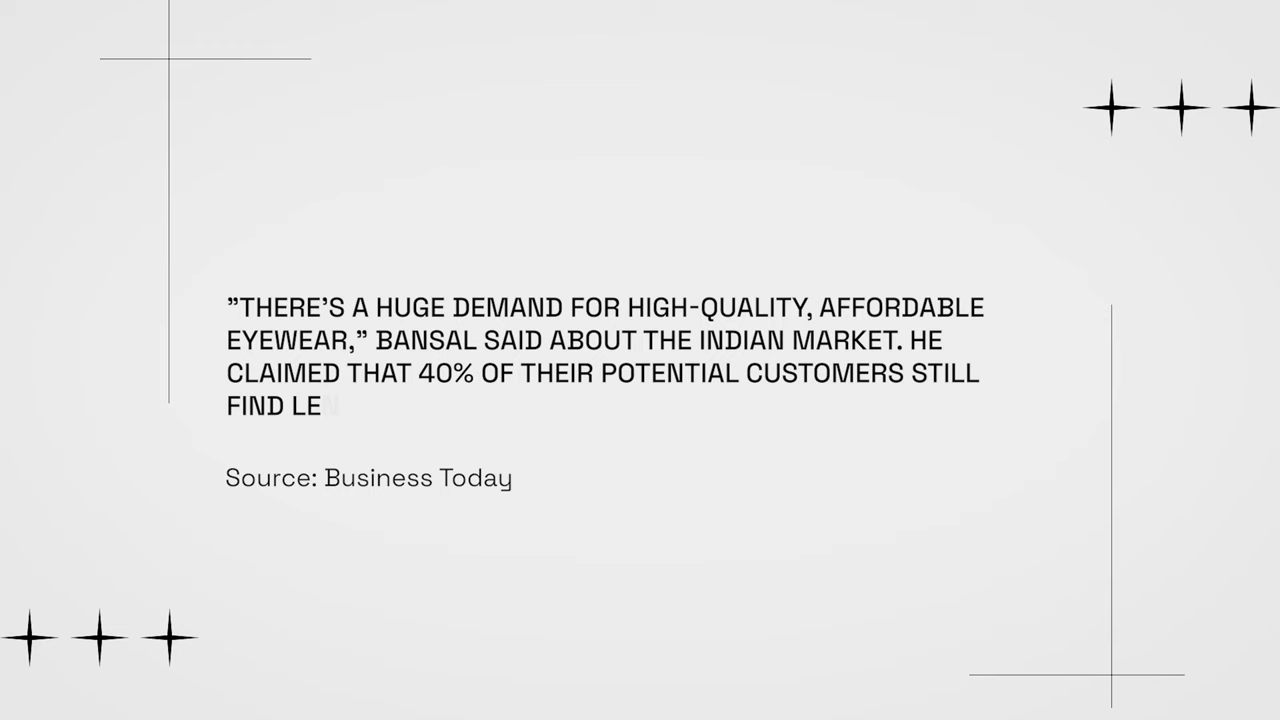 ”THERE’S A HUGE DEMAND FOR HIGH-QUALITY, AFFORDABLE
EYEWEAR,” BANSAL SAID ABOUT THE INDIAN MARKET. HE
CLAIMED THAT 40% OF THEIR POTENTIAL CUSTOMERS STILL
FIND LEN
Source: Business Today